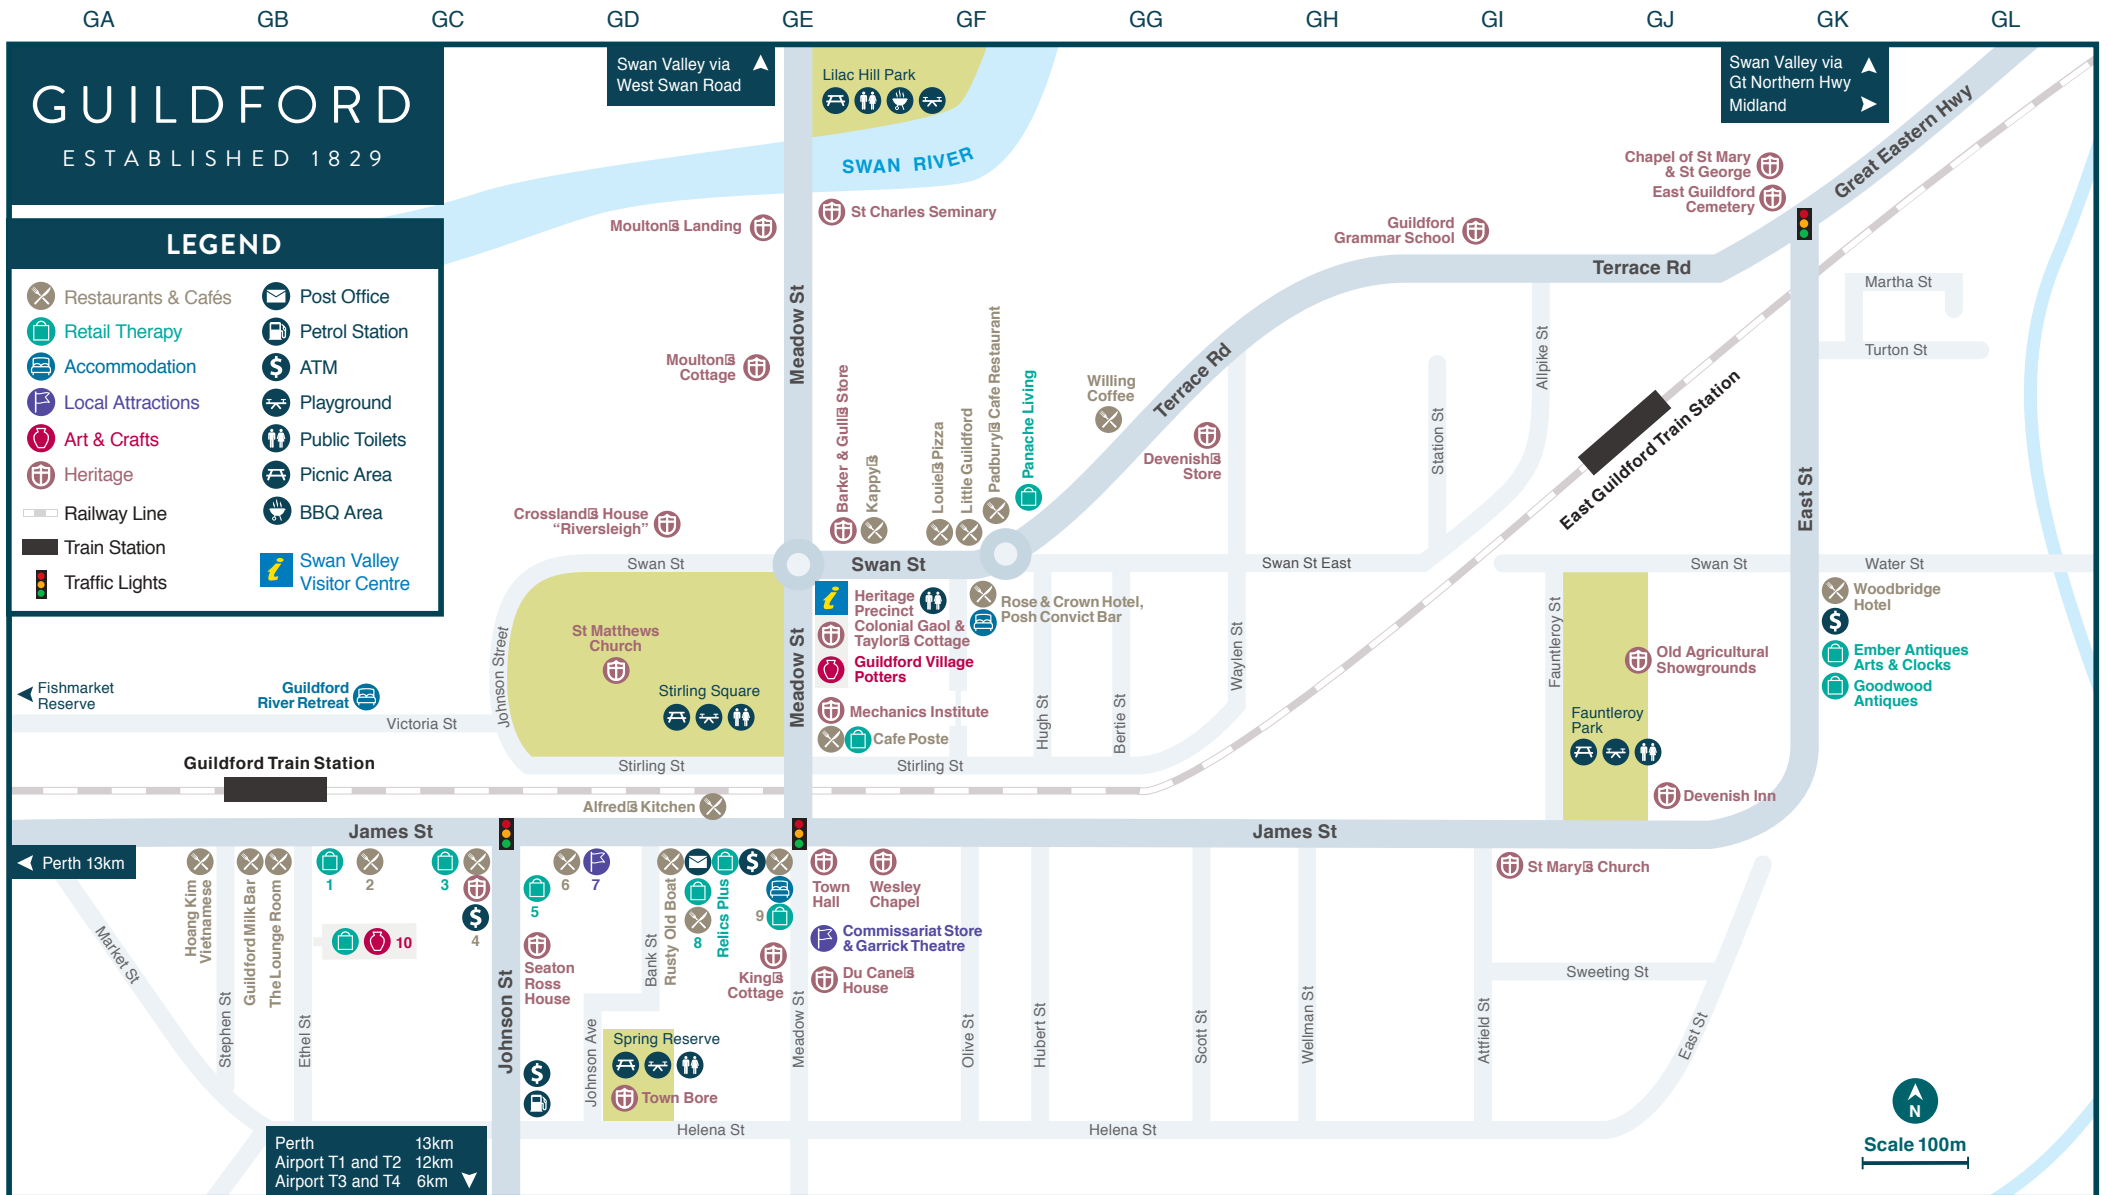 GA GB GC GD GE GF GG GH GI GJ GK GL
GUILDFORD
ESTABLISHED 1829
LEGEND
Restaurants & Cafés
Retail Therapy
Accommodation
Local Attractions
Art & Crafts
Heritage
Railway Line
Train Station
Traffic Lights
Post Office
Petrol Station
ATM
Playground
Public Toilets
Picnic Area
BBQ Area
Swan Valley
Visitor Centre
Swan Valley via
West Swan Road
Lilac Hill Park
SWAN RIVER
Swan Valley via
Gt Northern Hwy
Midland
Great Eastern Hwy
Chapel of St Mary
& St George
East Guildford
Cemetery
Moulton's Landing
St Charles Seminary
Guildford
Grammar School
Terrace Rd
Martha St
Turton St
Meadow St
Moulton's
Cottage
Barker & Gull's Store
Kappy's
Louie's Pizza
Little Guildford
Padbury's Cafe Restaurant
Panache Living
Willing
Coffee
Terrace Rd
Devenish's
Store
Station St
Allpike St
East Guildford Train Station
East St
Crossland's House
“Riversleigh”
Swan St
Swan St
Swan St East
Swan St
Water St
Heritage
Precinct
Colonial Gaol &
Taylor's Cottage
Guildford Village
Potters
Rose & Crown Hotel,
Posh Convict Bar
Woodbridge
Hotel
Ember Antiques
Arts & Clocks
Goodwood
Antiques
St Matthews
Church
Stirling Square
Johnson Street
Meadow St
Mechanics Institute
Cafe Poste
Hugh St
Bertie St
Waylen St
Fauntleroy St
Old Agricultural
Showgrounds
Fauntleroy
Park
Devenish Inn
Fishmarket
Reserve
Guildford
River Retreat
Victoria St
Guildford Train Station
Stirling St
Stirling St
Alfred's Kitchen
James St
James St
Perth 13km
Hoang Kim
Vietnamese
Guildford Milk Bar
The Lounge Room
1
2
3
4
5
6
7
8
9
10
Rusty Old Boat
Relics Plus
Town
Hall
Wesley
Chapel
Commissariat Store
& Garrick Theatre
Du Cane's
House
King's
Cottage
Seaton
Ross
House
St Mary's Church
Market St
Stephen St
Ethel St
Johnson St
Bank St
Johnson Ave
Spring Reserve
Town Bore
Meadow St
Olive St
Hubert St
Scott St
Wellman St
Attfield St
Sweeting St
East St
Helena St
Helena St
Perth 13km
Airport T1 and T2 12km
Airport T3 and T4 6km
N
Scale 100m